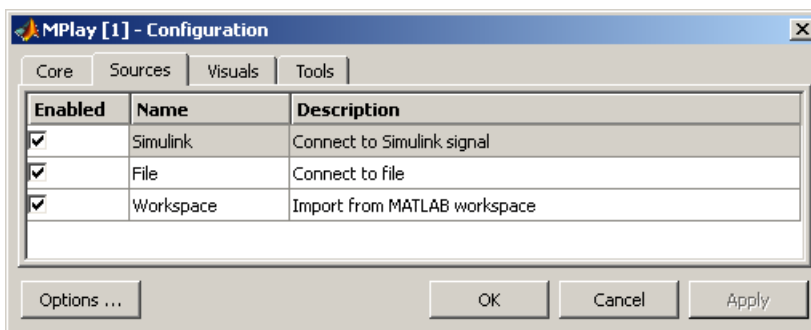 MPlay [1] - Configuration
Core Sources Visuals Tools
Enabled Name Description
Simulink Connect to Simulink signal
File Connect to file
Workspace Import from MATLAB workspace
Options ... OK Cancel Apply